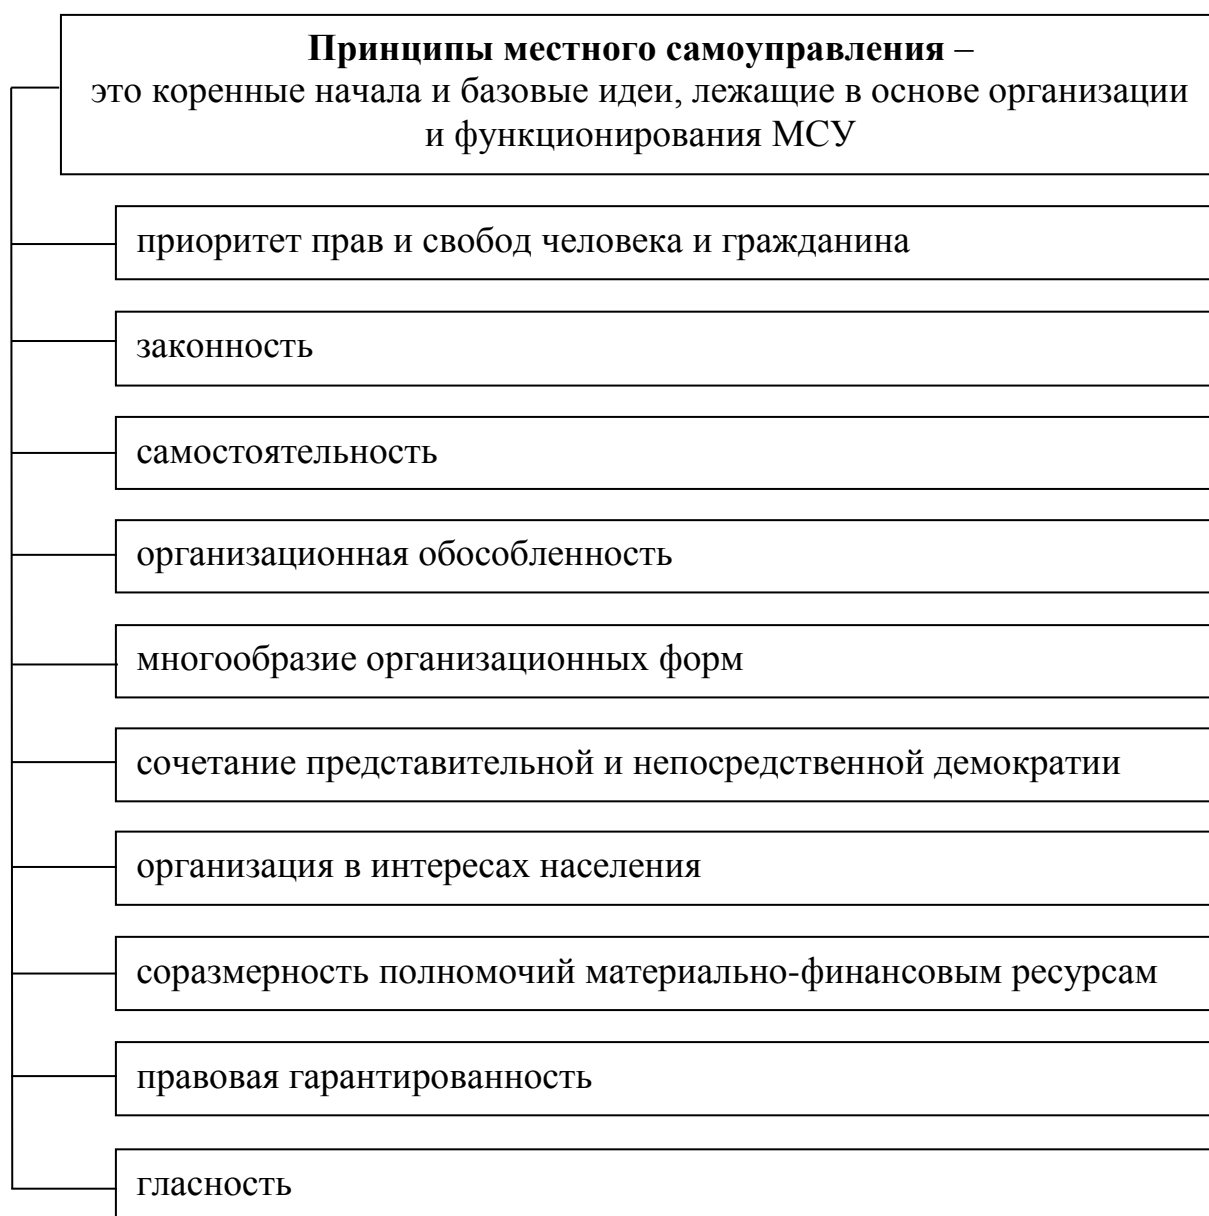 Принципы местного самоуправления –
это коренные начала и базовые идеи, лежащие в основе организации
и функционирования МСУ
приоритет прав и свобод человека и гражданина
законность
самостоятельность
организационная обособленность
многообразие организационных форм
сочетание представительной и непосредственной демократии
организация в интересах населения
соразмерность полномочий материально-финансовым ресурсам
правовая гарантированность
гласность